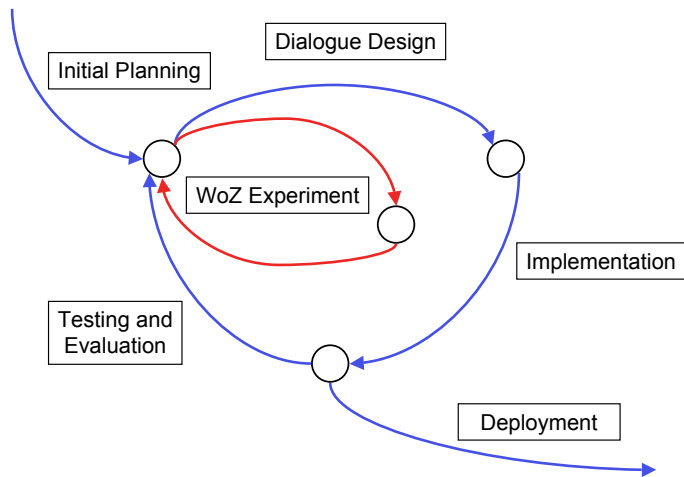 Dialogue Design
Initial Planning
WoZ Experiment
Implementation
Testing and
Evaluation
Deployment